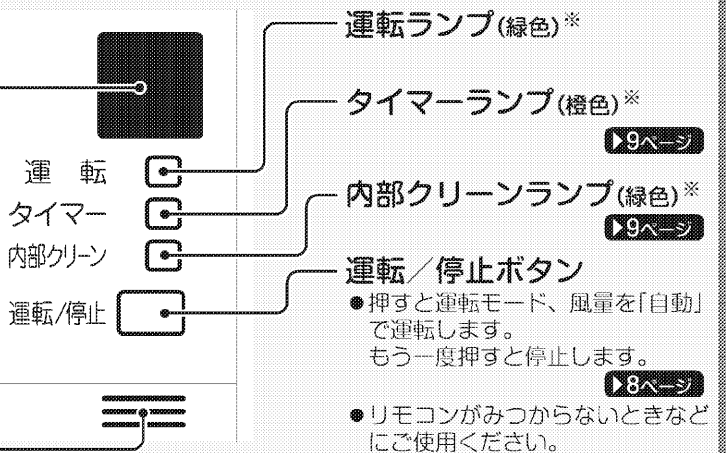 運転ランプ(緑色)※
タイマーランプ(橙色)※
▶9ページ
内部クリーンランプ(緑色)※
▶9ページ
運転／停止ボタン
●押すと運転モード、風量を「自動」
で運転します。
もう一度押すと停止します。
▶8ページ
●リモコンがみつからないときなど
にご使用ください。
運 転
タイマー
内部クリーン
運転/停止